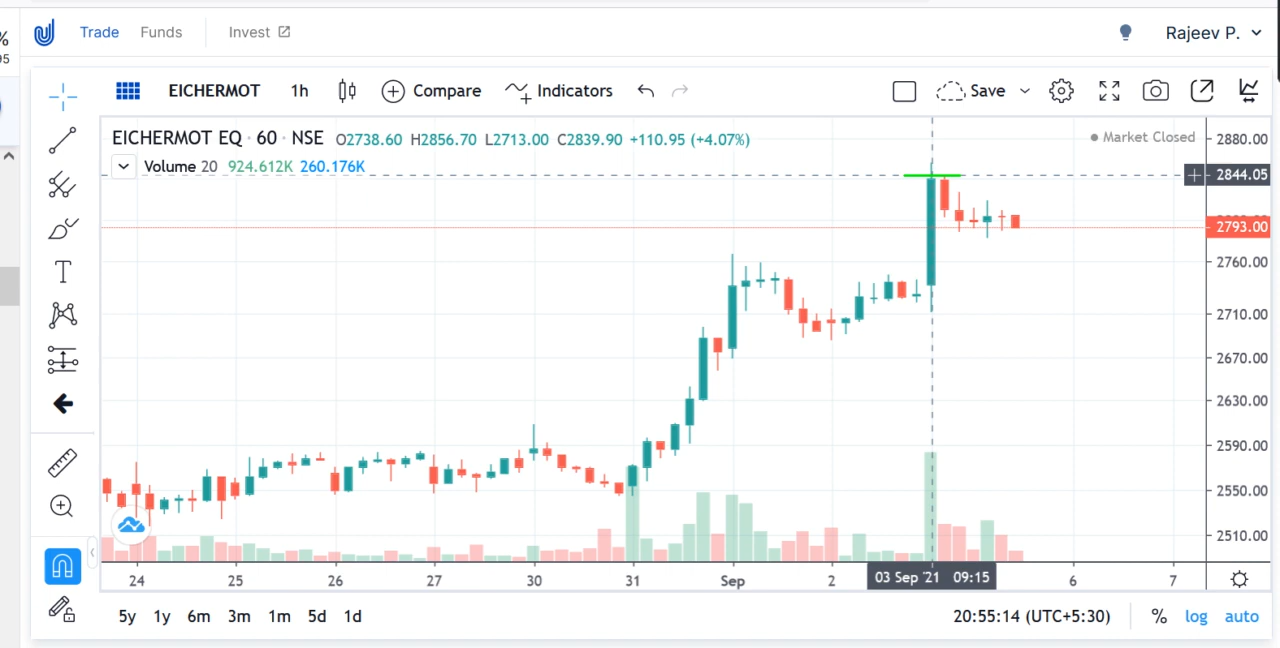 %
95
Trade Funds Invest Rajeev P.
EICHERMOT 1h Compare Indicators Save
EICHERMOT EQ · 60 · NSE O2738.60 H2856.70 L2713.00 C2839.90 +110.95 (+4.07%)
Market Closed
Volume 20 924.612K 260.176K
2880.00
2844.05
2793.00
2760.00
2710.00
2670.00
2630.00
2590.00
2550.00
2510.00
24 25 26 27 30 31 Sep 2 03 Sep '21 09:15 6 7
5y 1y 6m 3m 1m 5d 1d 20:55:14 (UTC+5:30) % log auto